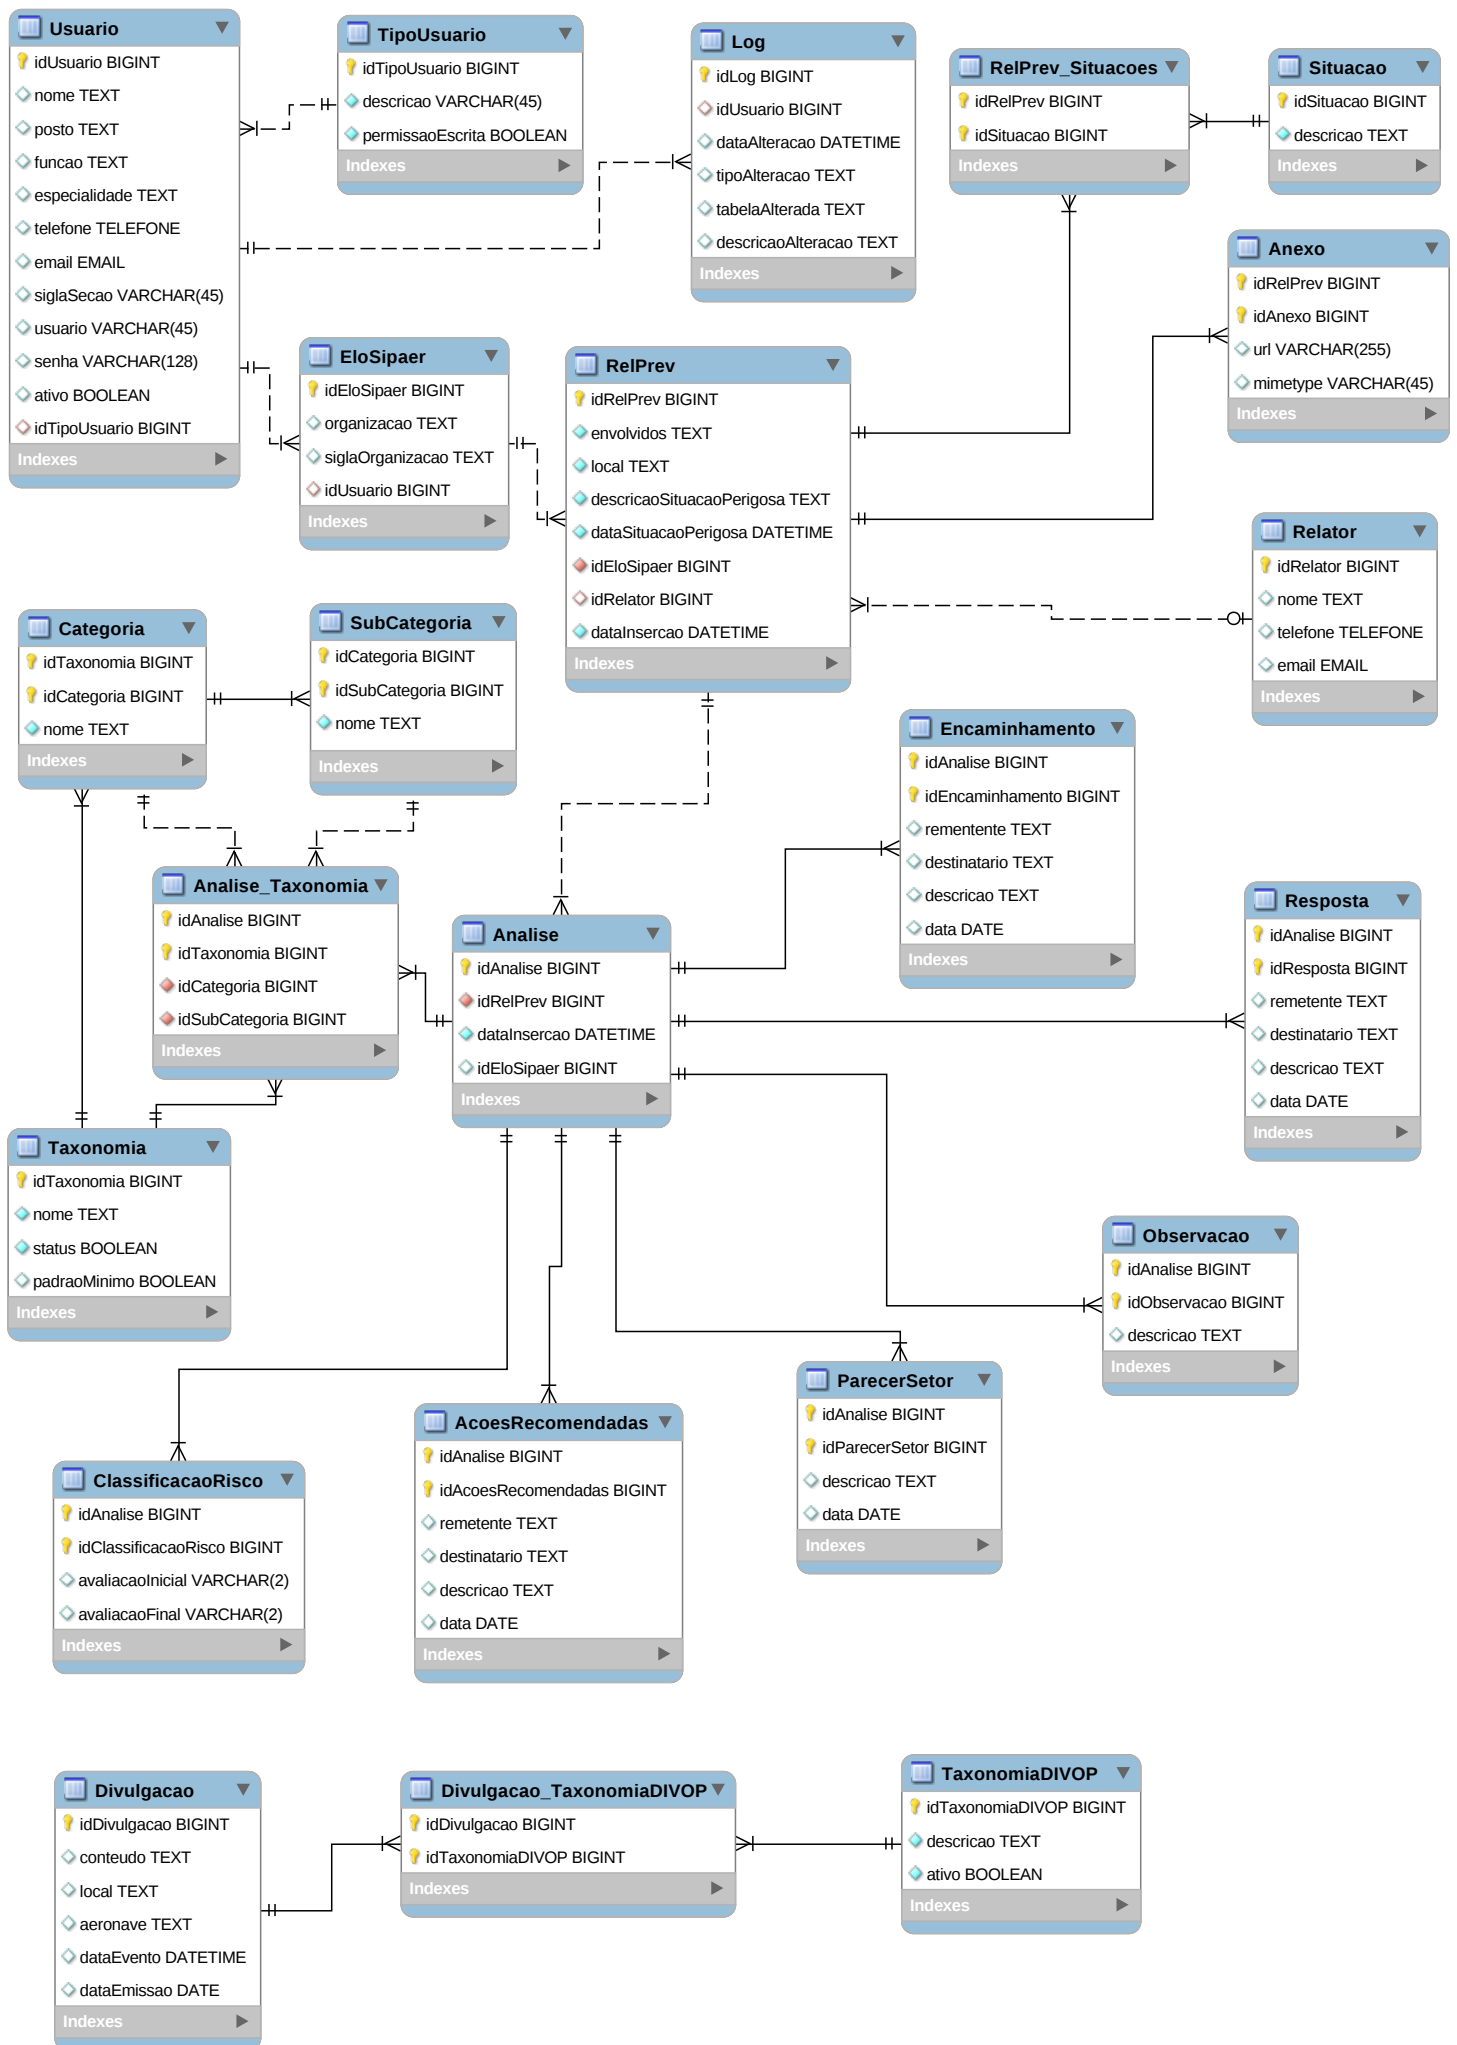 Usuario
idUsuario BIGINT
nome TEXT
posto TEXT
funcao TEXT
especialidade TEXT
telefone TELEFONE
email EMAIL
siglaSecao VARCHAR(45)
usuario VARCHAR(45)
senha VARCHAR(128)
ativo BOOLEAN
idTipoUsuario BIGINT
Indexes
TipoUsuario
idTipoUsuario BIGINT
descricao VARCHAR(45)
permissaoEscrita BOOLEAN
Indexes
Log
idLog BIGINT
idUsuario BIGINT
dataAlteracao DATETIME
tipoAlteracao TEXT
tabelaAlterada TEXT
descricaoAlteracao TEXT
Indexes
RelPrev_Situacoes
idRelPrev BIGINT
idSituacao BIGINT
Indexes
Situacao
idSituacao BIGINT
descricao TEXT
Indexes
Anexo
idRelPrev BIGINT
idAnexo BIGINT
url VARCHAR(255)
mimetype VARCHAR(45)
Indexes
EloSipaer
idEloSipaer BIGINT
organizacao TEXT
siglaOrganizacao TEXT
idUsuario BIGINT
Indexes
RelPrev
idRelPrev BIGINT
envolvidos TEXT
local TEXT
descricaoSituacaoPerigosa TEXT
dataSituacaoPerigosa DATETIME
idEloSipaer BIGINT
idRelator BIGINT
dataInsercao DATETIME
Indexes
Relator
idRelator BIGINT
nome TEXT
telefone TELEFONE
email EMAIL
Indexes
Categoria
idTaxonomia BIGINT
idCategoria BIGINT
nome TEXT
Indexes
SubCategoria
idCategoria BIGINT
idSubCategoria BIGINT
nome TEXT
Indexes
Encaminhamento
idAnalise BIGINT
idEncaminhamento BIGINT
rementente TEXT
destinatario TEXT
descricao TEXT
data DATE
Indexes
Analise_Taxonomia
idAnalise BIGINT
idTaxonomia BIGINT
idCategoria BIGINT
idSubCategoria BIGINT
Indexes
Analise
idAnalise BIGINT
idRelPrev BIGINT
dataInsercao DATETIME
idEloSipaer BIGINT
Indexes
Resposta
idAnalise BIGINT
idResposta BIGINT
remetente TEXT
destinatario TEXT
descricao TEXT
data DATE
Indexes
Taxonomia
idTaxonomia BIGINT
nome TEXT
status BOOLEAN
padraoMinimo BOOLEAN
Indexes
Observacao
idAnalise BIGINT
idObservacao BIGINT
descricao TEXT
Indexes
ParecerSetor
idAnalise BIGINT
idParecerSetor BIGINT
descricao TEXT
data DATE
Indexes
AcoesRecomendadas
idAnalise BIGINT
idAcoesRecomendadas BIGINT
remetente TEXT
destinatario TEXT
descricao TEXT
data DATE
Indexes
ClassificacaoRisco
idAnalise BIGINT
idClassificacaoRisco BIGINT
avaliacaoInicial VARCHAR(2)
avaliacaoFinal VARCHAR(2)
Indexes
Divulgacao
idDivulgacao BIGINT
conteudo TEXT
local TEXT
aeronave TEXT
dataEvento DATETIME
dataEmissao DATE
Indexes
Divulgacao_TaxonomiaDIVOP
idDivulgacao BIGINT
idTaxonomiaDIVOP BIGINT
Indexes
TaxonomiaDIVOP
idTaxonomiaDIVOP BIGINT
descricao TEXT
ativo BOOLEAN
Indexes